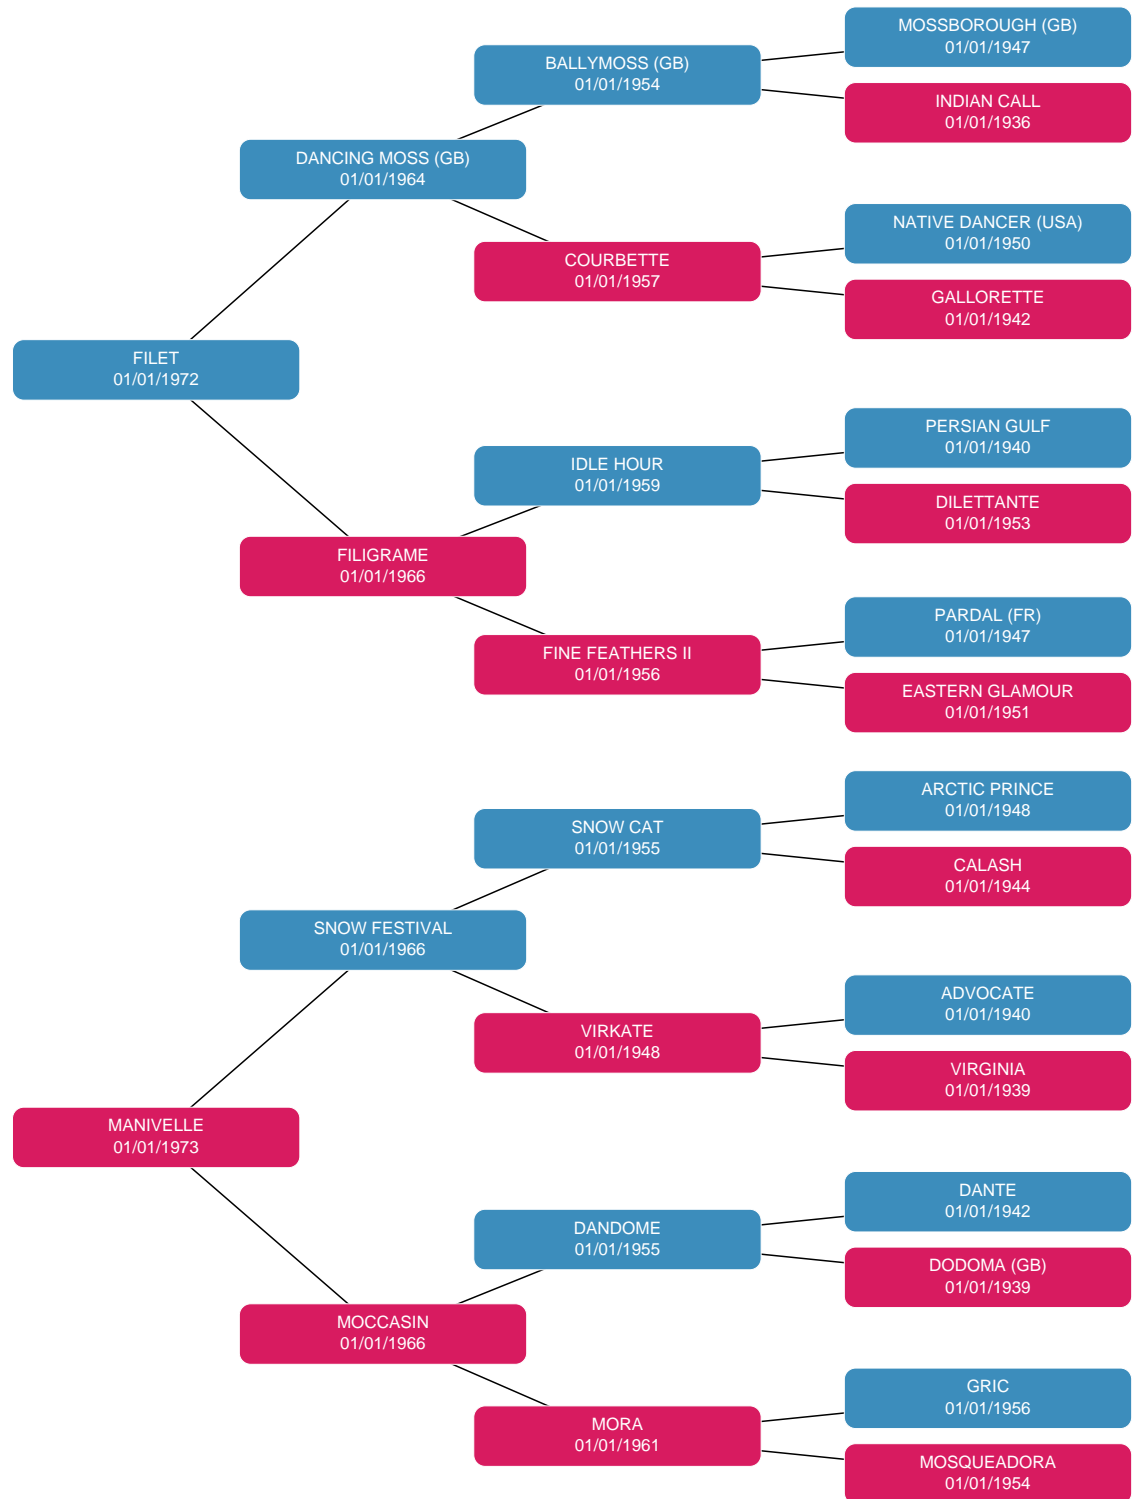 MOSSBOROUGH (GB)
01/01/1947
BALLYMOSS (GB)
01/01/1954
INDIAN CALL
01/01/1936
DANCING MOSS (GB)
01/01/1964
NATIVE DANCER (USA)
01/01/1950
COURBETTE
01/01/1957
GALLORETTE
01/01/1942
FILET
01/01/1972
PERSIAN GULF
01/01/1940
IDLE HOUR
01/01/1959
DILETTANTE
01/01/1953
FILIGRAME
01/01/1966
PARDAL (FR)
01/01/1947
FINE FEATHERS II
01/01/1956
EASTERN GLAMOUR
01/01/1951
ARCTIC PRINCE
01/01/1948
SNOW CAT
01/01/1955
CALASH
01/01/1944
SNOW FESTIVAL
01/01/1966
ADVOCATE
01/01/1940
VIRKATE
01/01/1948
VIRGINIA
01/01/1939
MANIVELLE
01/01/1973
DANTE
01/01/1942
DANDOME
01/01/1955
DODOMA (GB)
01/01/1939
MOCCASIN
01/01/1966
GRIC
01/01/1956
MORA
01/01/1961
MOSQUEADORA
01/01/1954